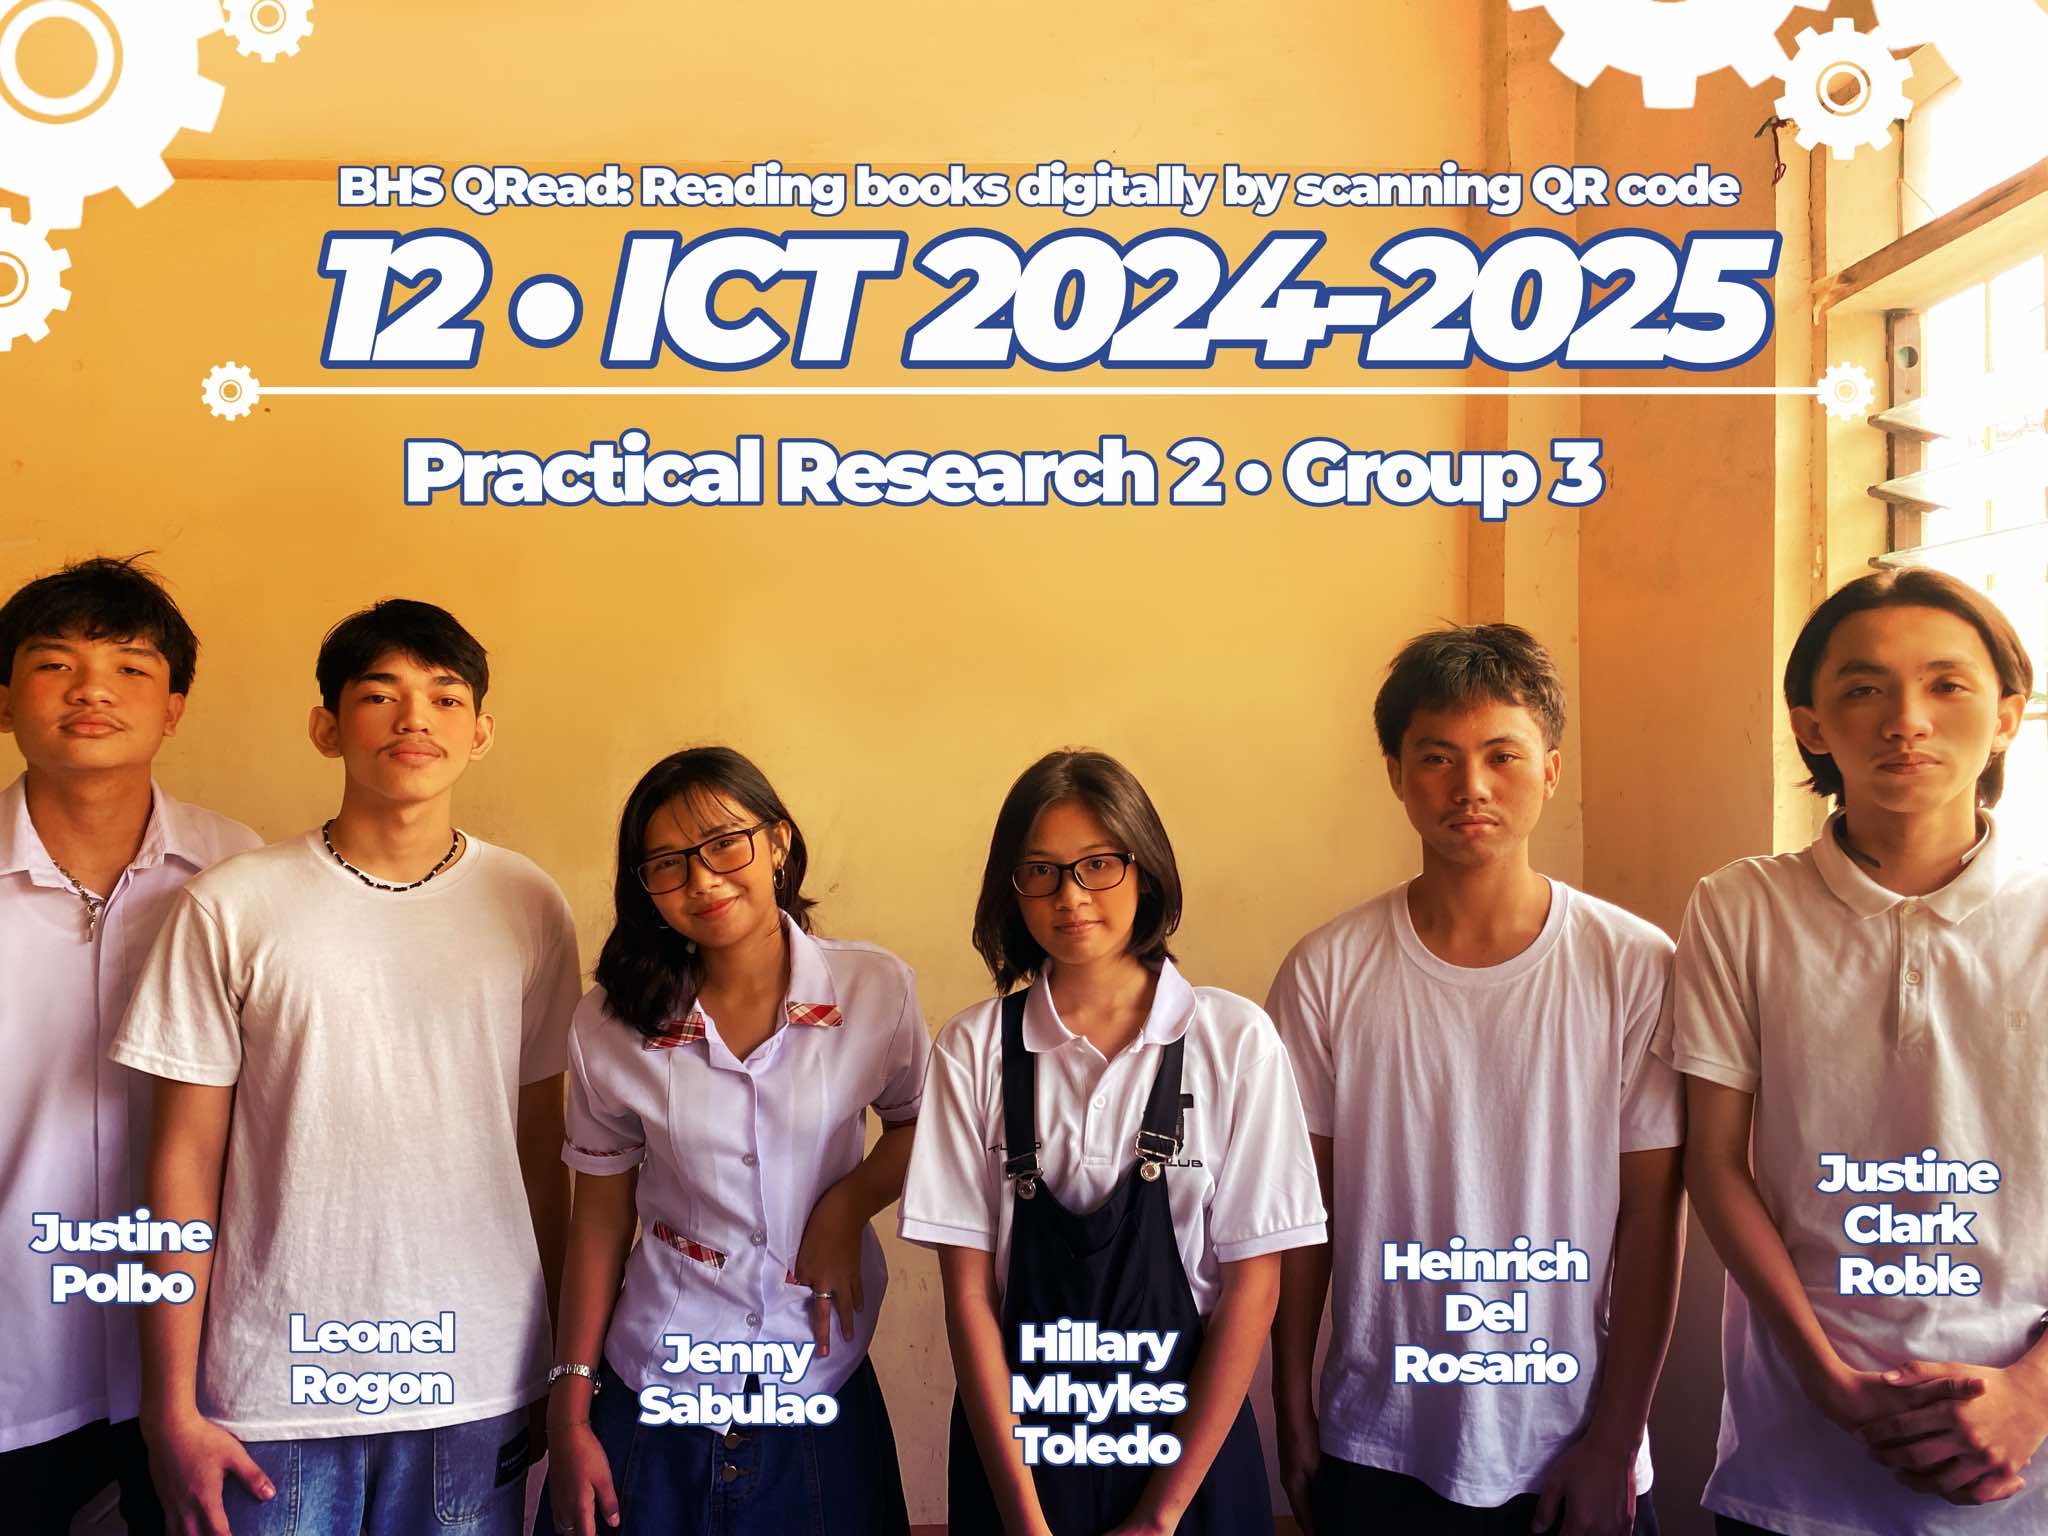 BHS QRead: Reading books digitally by scanning QR code
12 • ICT 2024-2025
Practical Research 2 • Group 3
Justine
Polbo
Leonel
Rogon
Jenny
Sabulao
Hillary
Mhyles
Toledo
Heinrich
Del
Rosario
Justine
Clark
Roble